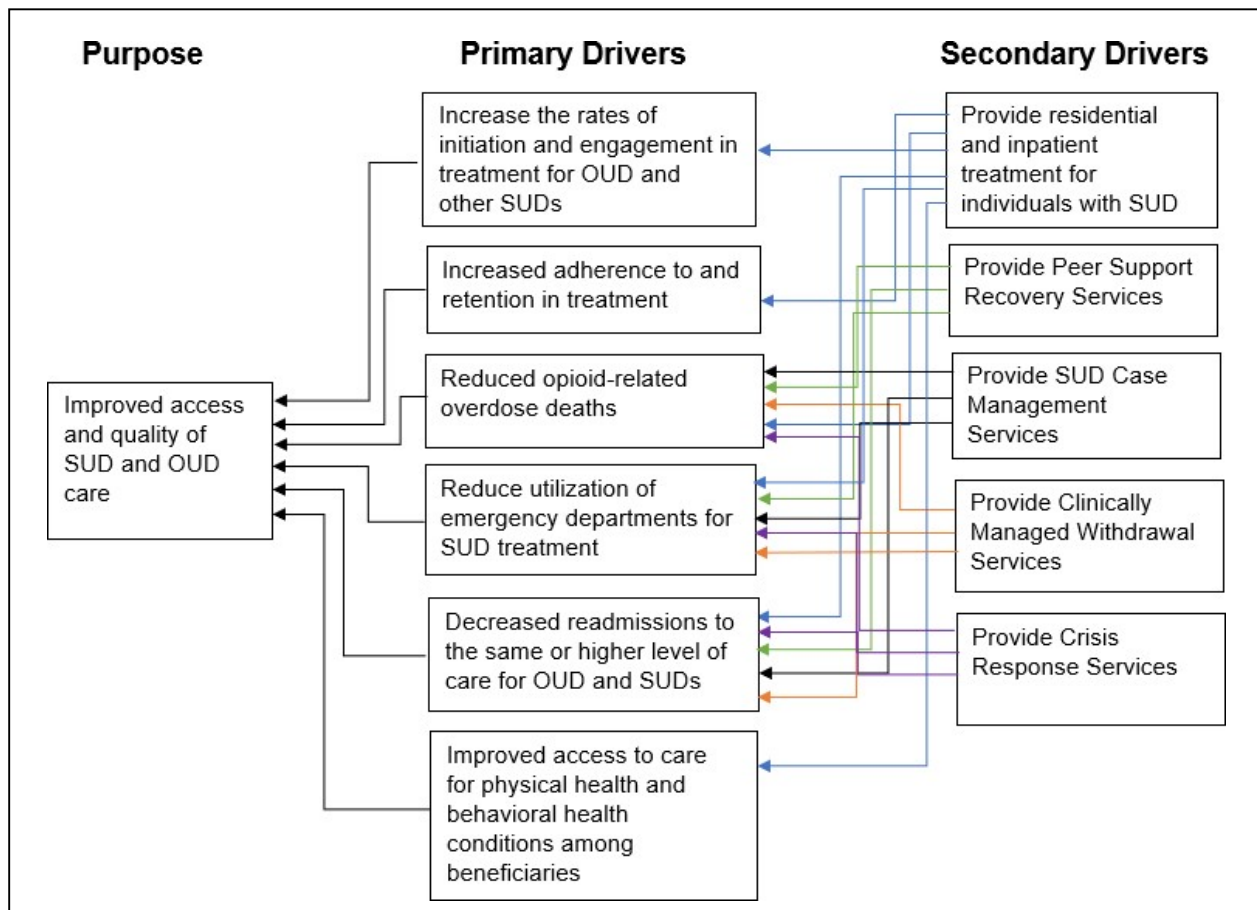 Purpose
Primary Drivers
Secondary Drivers
Improved access
and quality of
SUD and OUD
care
Increase the rates of
initiation and engagement in
treatment for OUD and
other SUDs
Increased adherence to and
retention in treatment
Reduced opioid-related
overdose deaths
Reduce utilization of
emergency departments for
SUD treatment
Decreased readmissions to
the same or higher level of
care for OUD and SUDs
Improved access to care
for physical health and
behavioral health
conditions among
beneficiaries
Provide residential
and inpatient
treatment for
individuals with SUD
Provide Peer Support
Recovery Services
Provide SUD Case
Management
Services
Provide Clinically
Managed Withdrawal
Services
Provide Crisis
Response Services